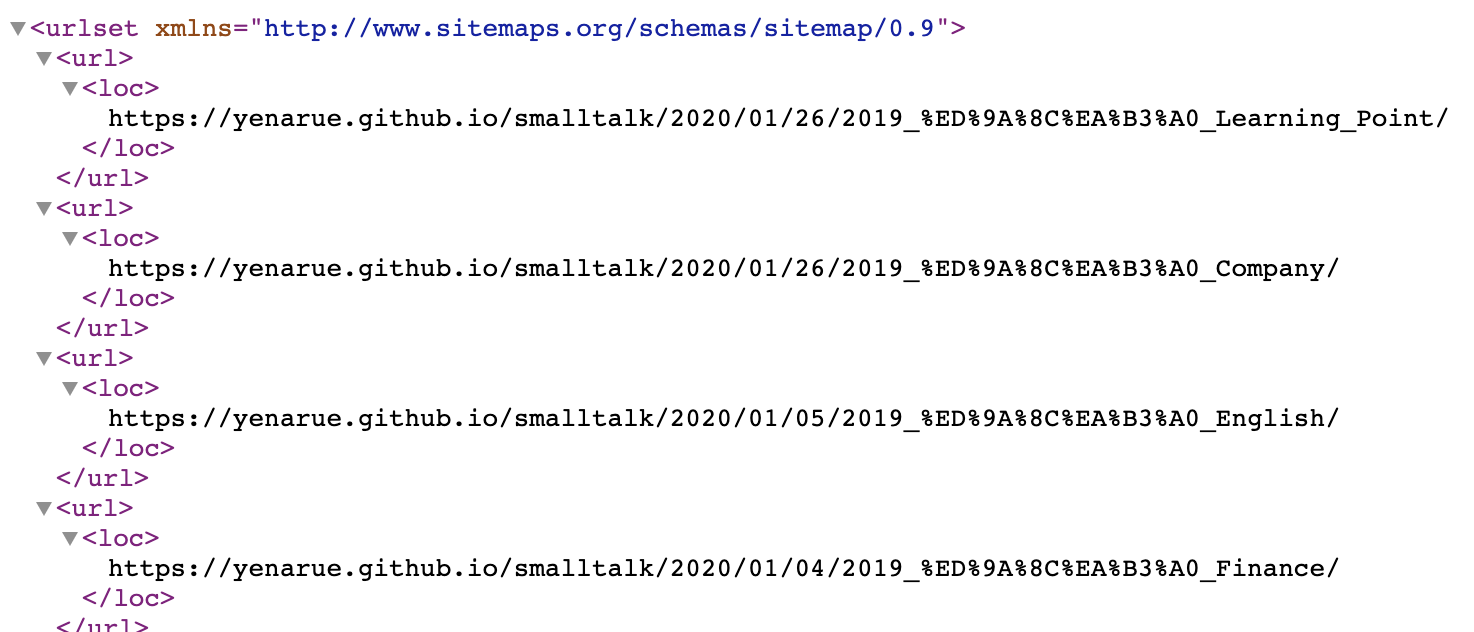 <urlset xmlns="http://www.sitemaps.org/schemas/sitemap/0.9">
<url>
<loc>
https://yenarue.github.io/smalltalk/2020/01/26/2019_%ED%9A%8C%EA%B3%A0_Learning_Point/
</loc>
</url>
<url>
<loc>
https://yenarue.github.io/smalltalk/2020/01/26/2019_%ED%9A%8C%EA%B3%A0_Company/
</loc>
</url>
<url>
<loc>
https://yenarue.github.io/smalltalk/2020/01/05/2019_%ED%9A%8C%EA%B3%A0_English/
</loc>
</url>
<url>
<loc>
https://yenarue.github.io/smalltalk/2020/01/04/2019_%ED%9A%8C%EA%B3%A0_Finance/
</loc>
</url>